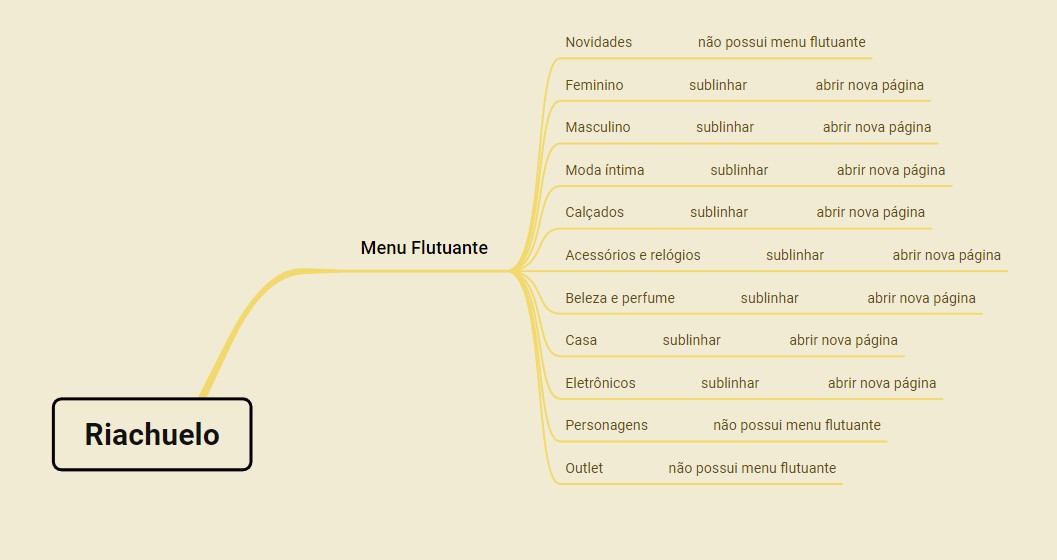 Novidades não possui menu flutuante
Feminino sublinhar abrir nova página
Masculino sublinhar abrir nova página
Moda íntima sublinhar abrir nova página
Calçados sublinhar abrir nova página
Menu Flutuante
Acessórios e relógios sublinhar abrir nova página
Beleza e perfume sublinhar abrir nova página
Casa sublinhar abrir nova página
Eletrônicos sublinhar abrir nova página
Personagens não possui menu flutuante
Riachuelo
Outlet não possui menu flutuante